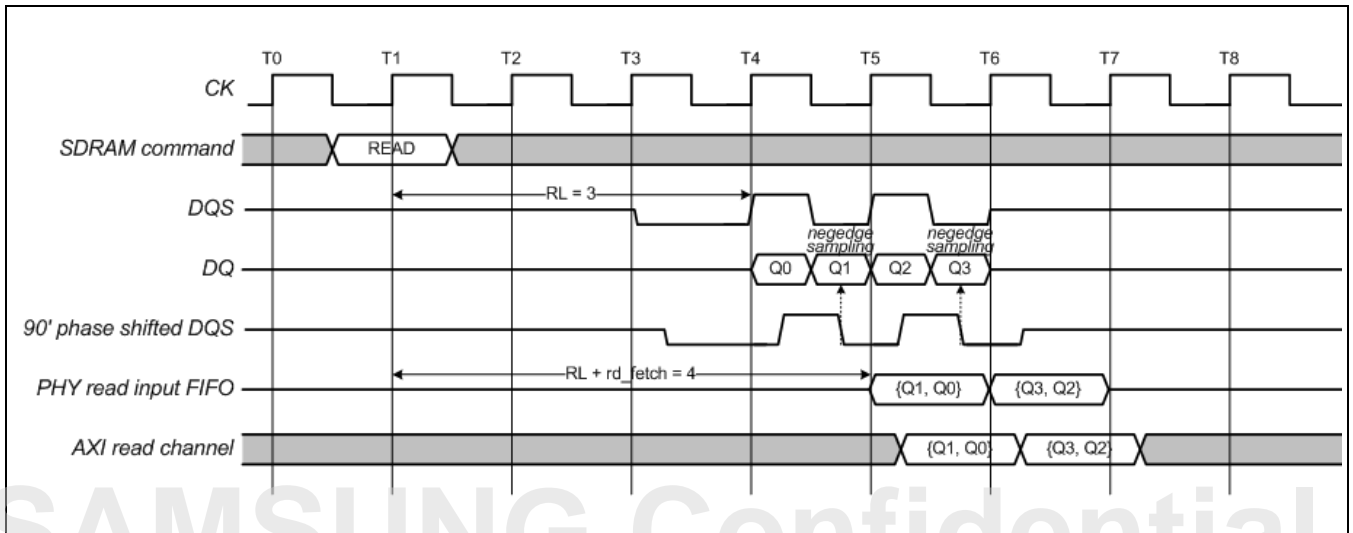 T0 T1 T2 T3 T4 T5 T6 T7 T8
CK
SDRAM command READ
RL = 3
DQS
negedge sampling negedge sampling
DQ Q0 Q1 Q2 Q3
90' phase shifted DQS
RL + rd_fetch = 4
PHY read input FIFO {Q1, Q0} {Q3, Q2}
AXI read channel {Q1, Q0} {Q3, Q2}
SAMSUNG Confidential